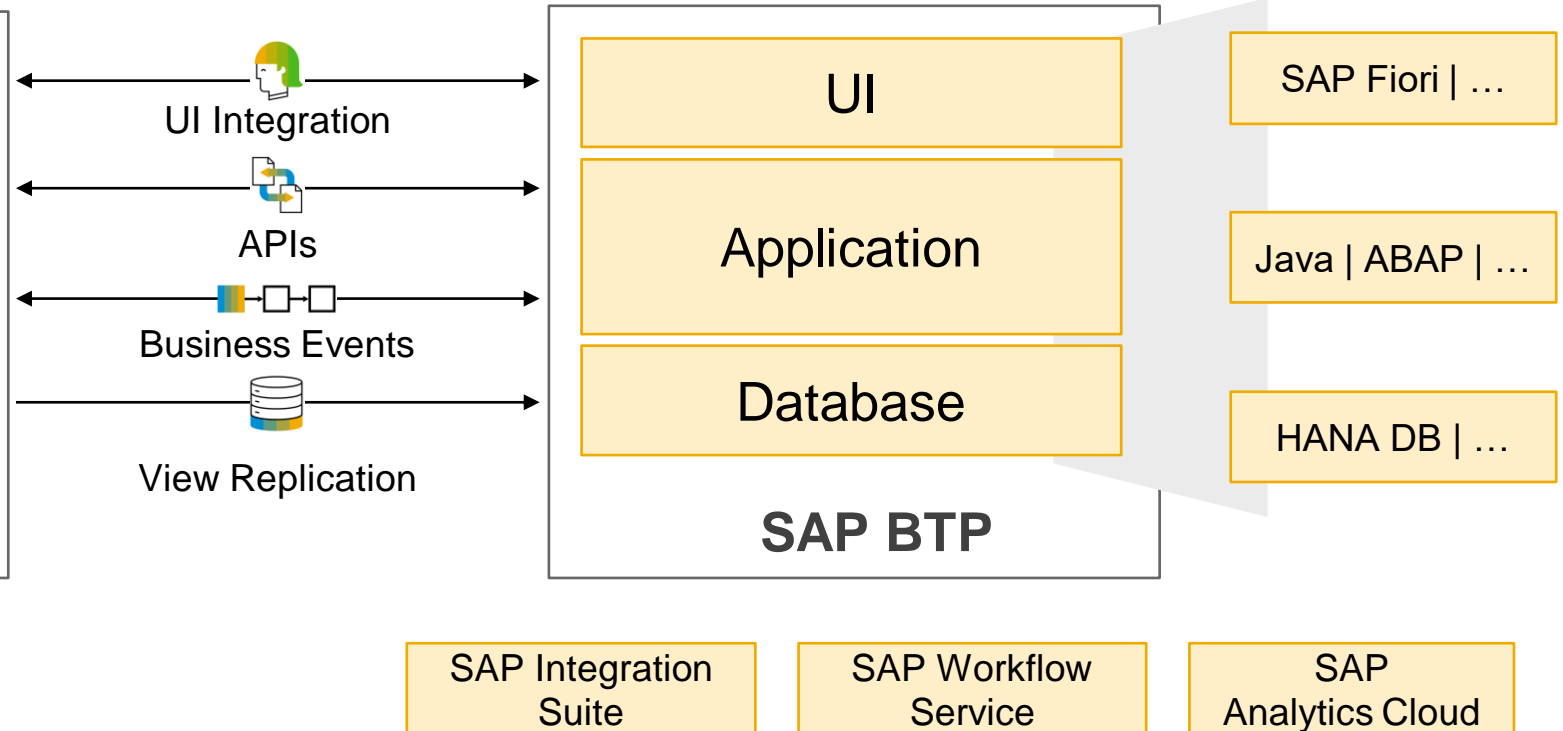 UI Integration
APIs
Business Events
View Replication
UI
Application
Database
SAP BTP
SAP Fiori | …
Java | ABAP | …
HANA DB | …
SAP Integration
Suite
SAP Workflow
Service
SAP
Analytics Cloud